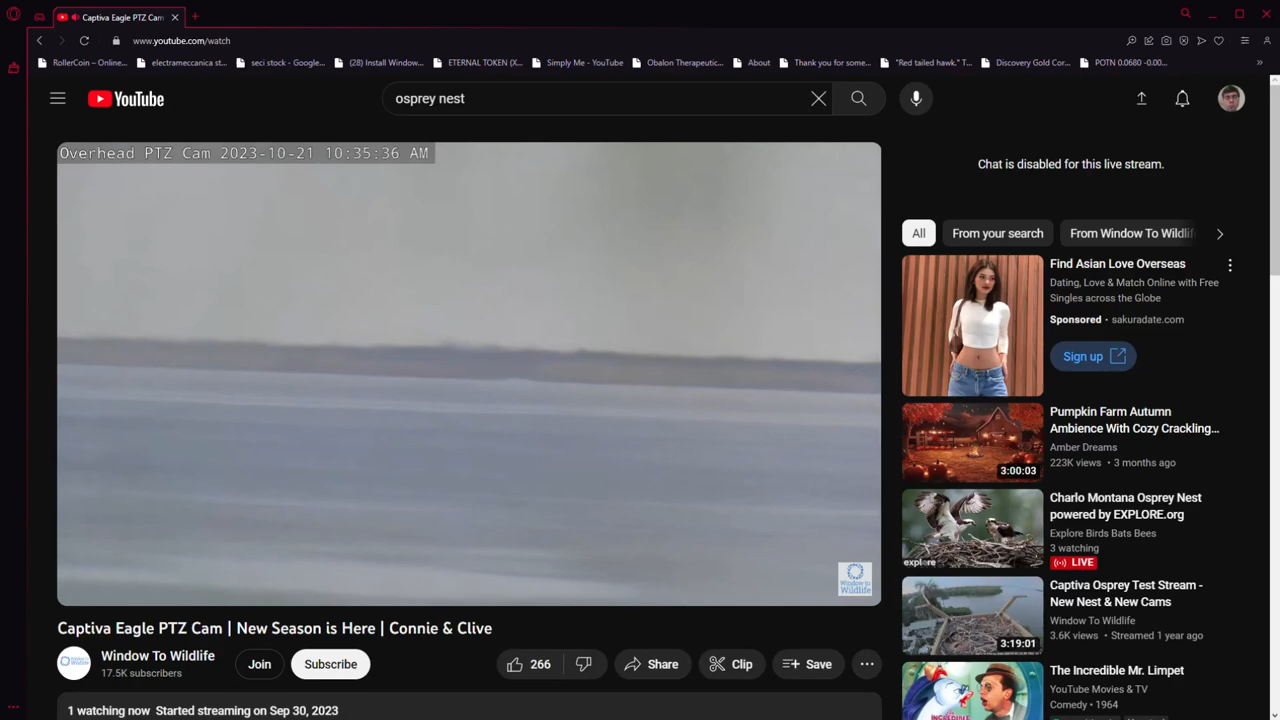 Captiva Eagle PTZ Cam
www.youtube.com/watch
RollerCoin – Online...
electrameccanica st...
seci stock - Google...
(28) Install Window...
ETERNAL TOKEN (X...
Simply Me - YouTube
Obalon Therapeutic...
About
Thank you for some...
"Red tailed hawk." T...
Discovery Gold Cor...
POTN 0.0680 -0.00...
YouTube
osprey nest
Overhead PTZ Cam 2023-10-21 10:35:36 AM
Window to
Wildlife
Captiva Eagle PTZ Cam | New Season is Here | Connie & Clive
Window To Wildlife
17.5K subscribers
Join
Subscribe
266
Share
Clip
Save
1 watching now Started streaming on Sep 30, 2023
Chat is disabled for this live stream.
All
From your search
From Window To Wildlif
Find Asian Love Overseas
Dating, Love & Match Online with Free
Singles across the Globe
Sponsored • sakuradate.com
Sign up
3:00:03
Pumpkin Farm Autumn
Ambience With Cozy Crackling...
Amber Dreams
223K views • 3 months ago
explore
Charlo Montana Osprey Nest
powered by EXPLORE.org
Explore Birds Bats Bees
3 watching
LIVE
3:19:01
Captiva Osprey Test Stream -
New Nest & New Cams
Window To Wildlife
3.6K views • Streamed 1 year ago
INCREDIBLE
The Incredible Mr. Limpet
YouTube Movies & TV
Comedy • 1964